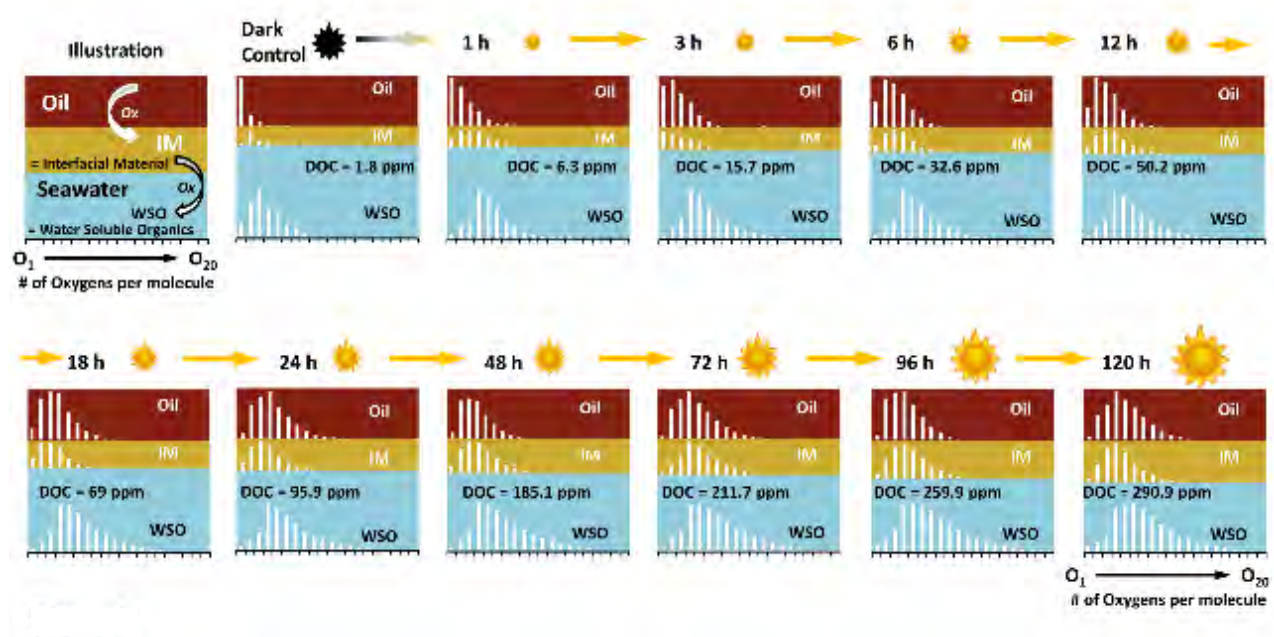 Illustration
Oil
Ox
IM
= Interfacial Material
Seawater
Ox
WSO
= Water Soluble Organics
O₁
O₂₀
# of Oxygens per molecule
Dark
Control
Oil
IM
DOC = 1.8 ppm
WSO
1 h
Oil
IM
DOC = 6.3 ppm
WSO
3 h
Oil
IM
DOC = 15.7 ppm
WSO
6 h
Oil
IM
DOC = 32.6 ppm
WSO
12 h
Oil
IM
DOC = 50.2 ppm
WSO
18 h
Oil
IM
DOC = 69 ppm
WSO
24 h
Oil
IM
DOC = 95.9 ppm
WSO
48 h
Oil
IM
DOC = 185.1 ppm
WSO
72 h
Oil
IM
DOC = 211.7 ppm
WSO
96 h
Oil
IM
DOC = 259.9 ppm
WSO
120 h
Oil
IM
DOC = 290.9 ppm
WSO
O₁
O₂₀
# of Oxygens per molecule